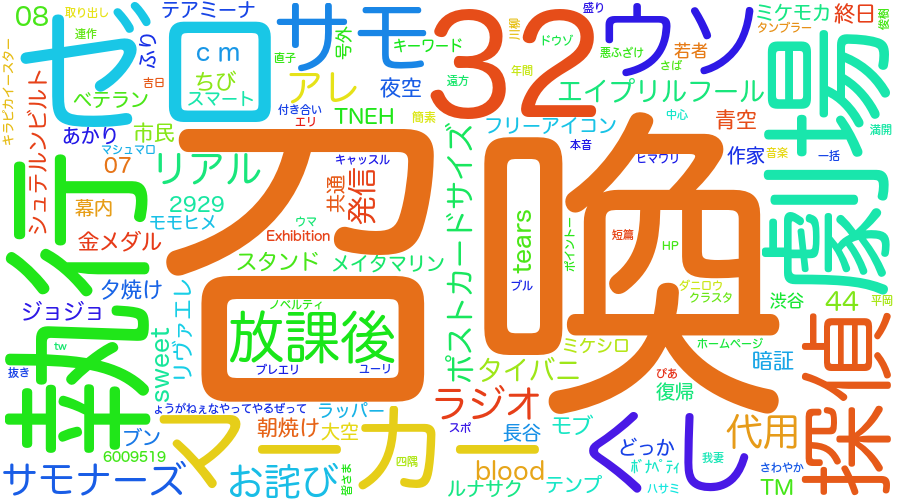 08
取り出し
連作
テアミーナ
ゼ
ロ
ｃｍ
ちび
スマート
サモ
直子
号外
アレ
キーワード
夜空
32
三郷
ドウゾ
年間
盛り
ウソ
悪ふざけ
さば
若者
ミケモカ
終日
タンブラー
エイプリルフール
劇場
満開
キラピカイースター
ふり
ベテラン
吉日
あかり
マシュマロ
市民
07
シュテルンビルト
執行
リアル
付き合い
エリ
TNEH
簡素
フリーアイコン
本音
中心
青空
キャッスル
ヒマワリ
作家
音楽
一括
共通
発信
召喚
2929
幕内
モモヒメ
金メダル
ウマ
Exhibition
スタンド
メイタマリン
ポストカードサイズ
tears
ブル
ポイントー
短篇
HP
ダニロウ
クラスタ
渋谷
44
平岡
夕焼け
ジョジョ
リヴァエレ
sweet
ノベルティ
放課後
プレエリ
ユーリ
ミケシロ
ホームページ
タイバニ
ぴあ
復帰
暗証
探偵
tw
抜き
ょうがねぇなやってやるぜって
ブン
6009519
マーカー
朝焼け
ラッパー
大空
スポ
ラジオ
長谷
モブ
くし
どっか
代用
我妻
ボナペティ
ハサミ
さわやか
TM
サモナーズ
お詫び
皆さま
四隅
blood
ルナサク
テンプ